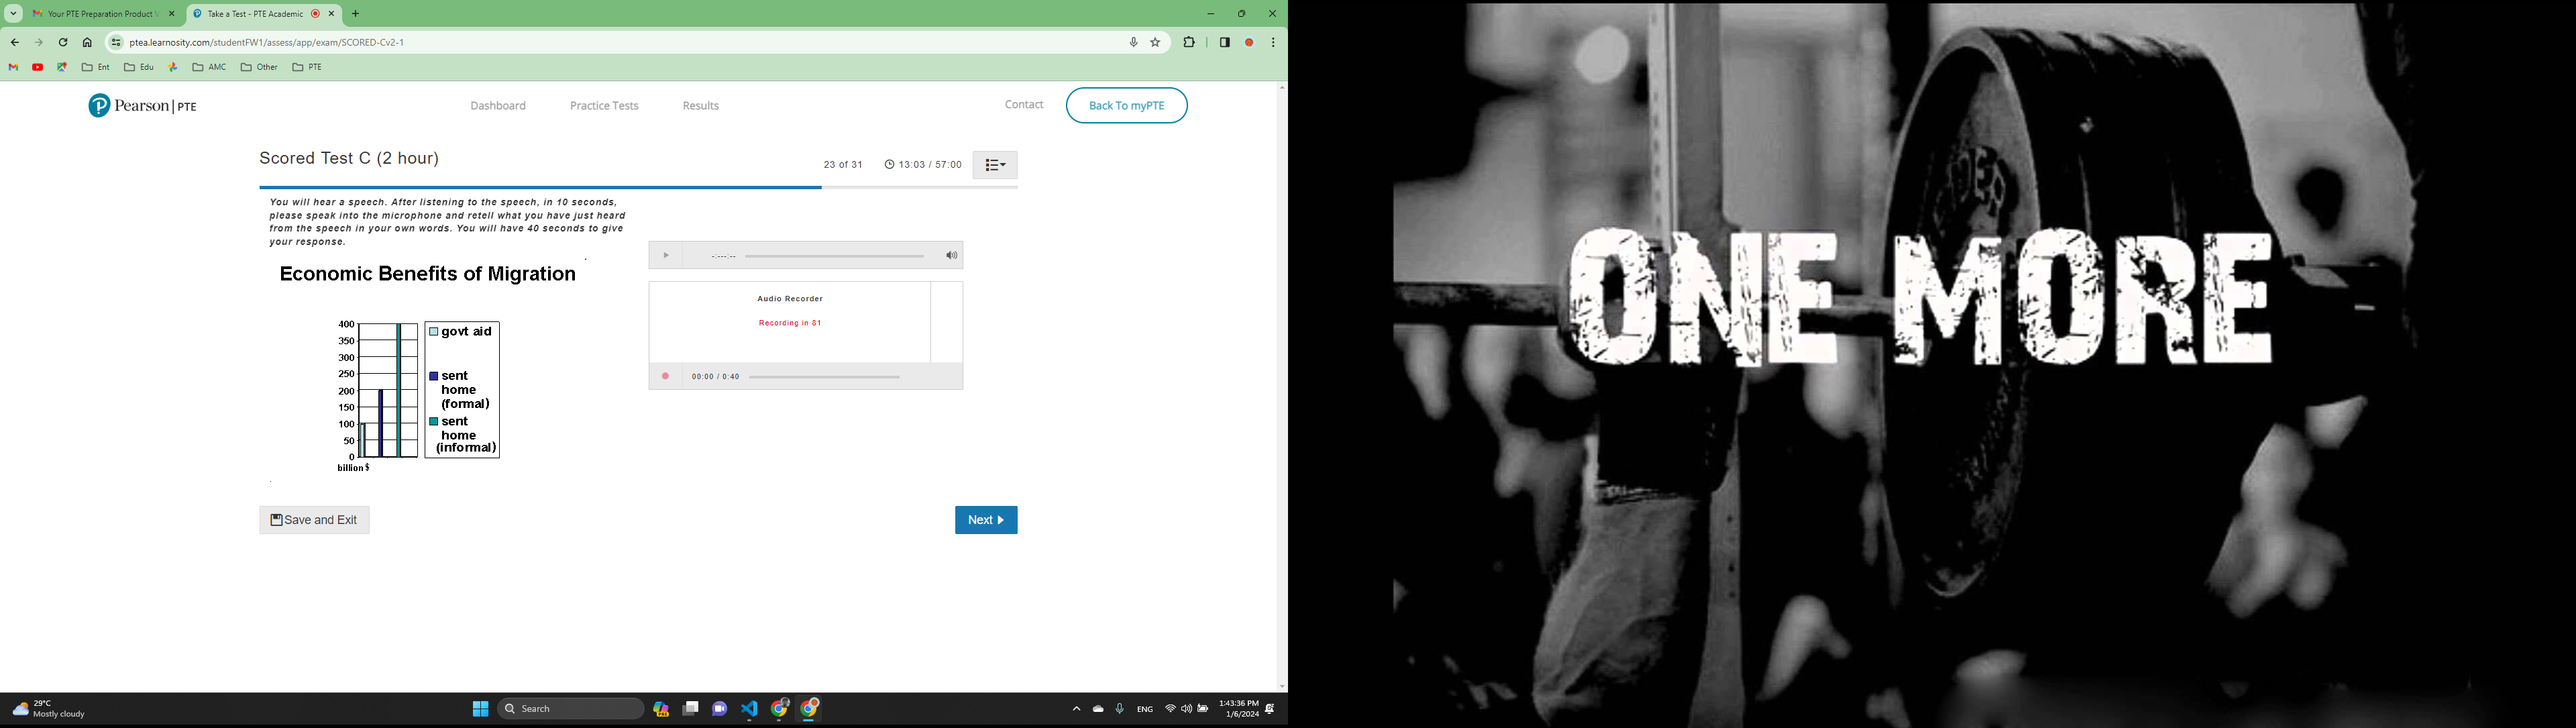 Your PTE Preparation Product V
Take a Test - PTE Academic
ptea.learnosity.com/studentFW1/assess/app/exam/SCORED-Cv2-1
Ent
Edu
AMC
Other
PTE
Pearson | PTE
Dashboard
Practice Tests
Results
Contact
Back To myPTE
Scored Test C (2 hour)
23 of 31
13:03 / 57:00
You will hear a speech. After listening to the speech, in 10 seconds,
please speak into the microphone and retell what you have just heard
from the speech in your own words. You will have 40 seconds to give
your response.
-:---:--
Economic Benefits of Migration
Audio Recorder
Recording in 81
00:00 / 0:40
400
350
300
250
200
150
100
50
0
billion $
govt aid
sent
home
(formal)
sent
home
(informal)
Save and Exit
Next
29°C
Mostly cloudy
Search
ENG
1:43:36 PM
1/6/2024
ONE MORE